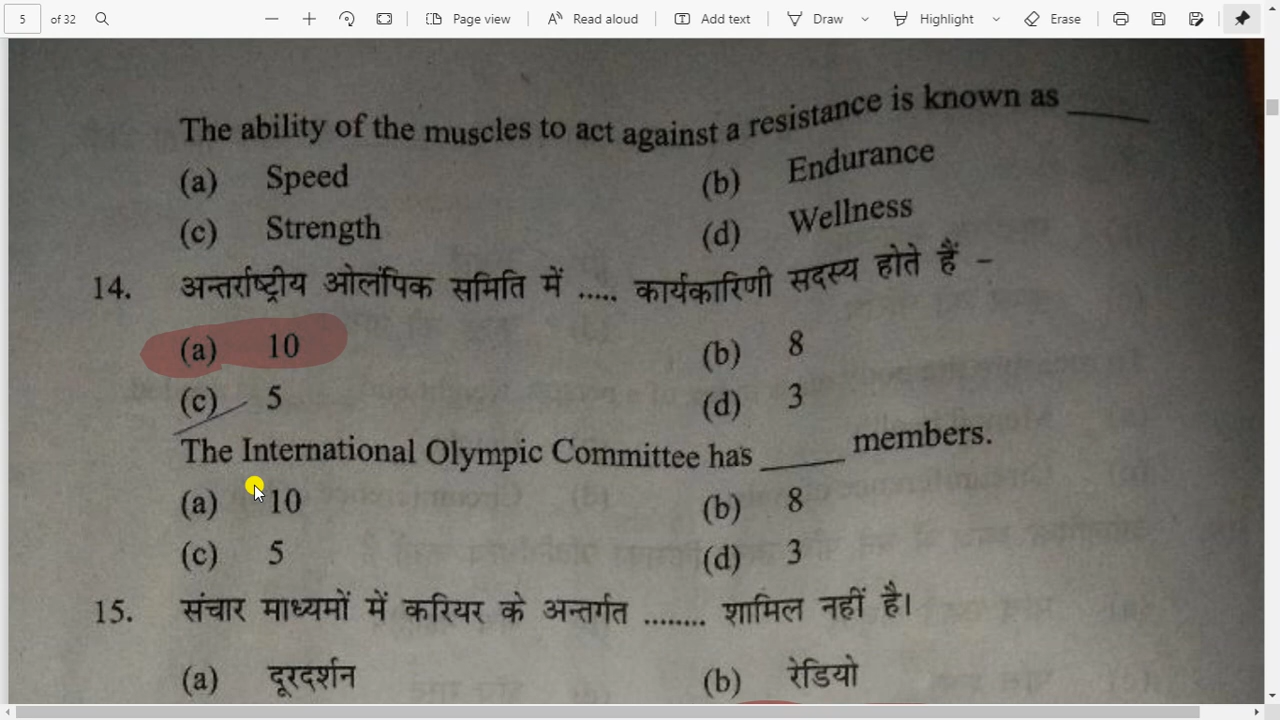 5 of 32 Page view Read aloud Add text Draw Highlight Erase
The ability of the muscles to act against a resistance is known as ____
(a) Speed (b) Endurance
(c) Strength (d) Wellness
14. अन्तर्राष्ट्रीय ओलंपिक समिति में ..... कार्यकारिणी सदस्य होते हैं –
(a) 10 (b) 8
(c) 5 (d) 3
The International Olympic Committee has ____ members.
(a) 10 (b) 8
(c) 5 (d) 3
15. संचार माध्यमों में करियर के अन्तर्गत ........ शामिल नहीं है।
(a) दूरदर्शन (b) रेडियो